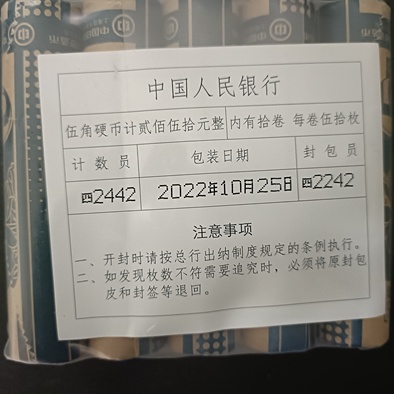 中国人民银行
伍角硬币计贰佰伍拾元整 内有拾卷 每卷伍拾枚
计数员 包装日期 封包员
四2442 2022年10月25日 四2242
注意事项
一、开封时请按总行出纳制度规定的条例执行。
二、如发现枚数不符需要追究时，必须将原封包
皮和封签等退回。